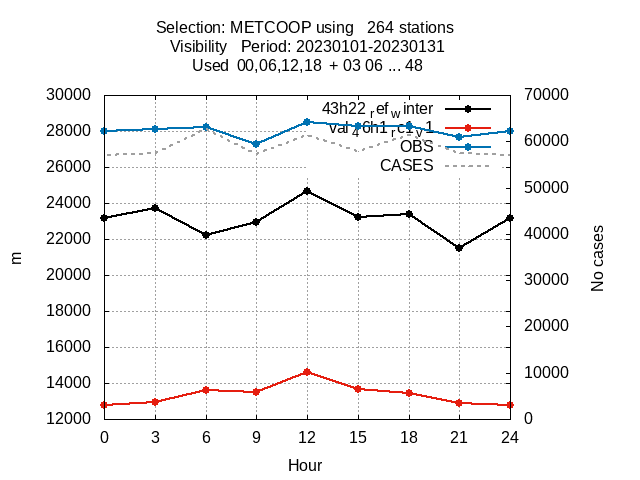 Selection: METCOOP using   264 stations
Visibility   Period: 20230101-20230131
Used  00,06,12,18  + 03 06 ... 48
30000
28000
26000
24000
22000
20000
18000
16000
14000
12000
m
70000
60000
50000
40000
30000
20000
10000
0
No cases
43h22_ref_winter
val_46h1_rc1_v1
OBS
CASES
0 3 6 9 12 15 18 21 24
Hour